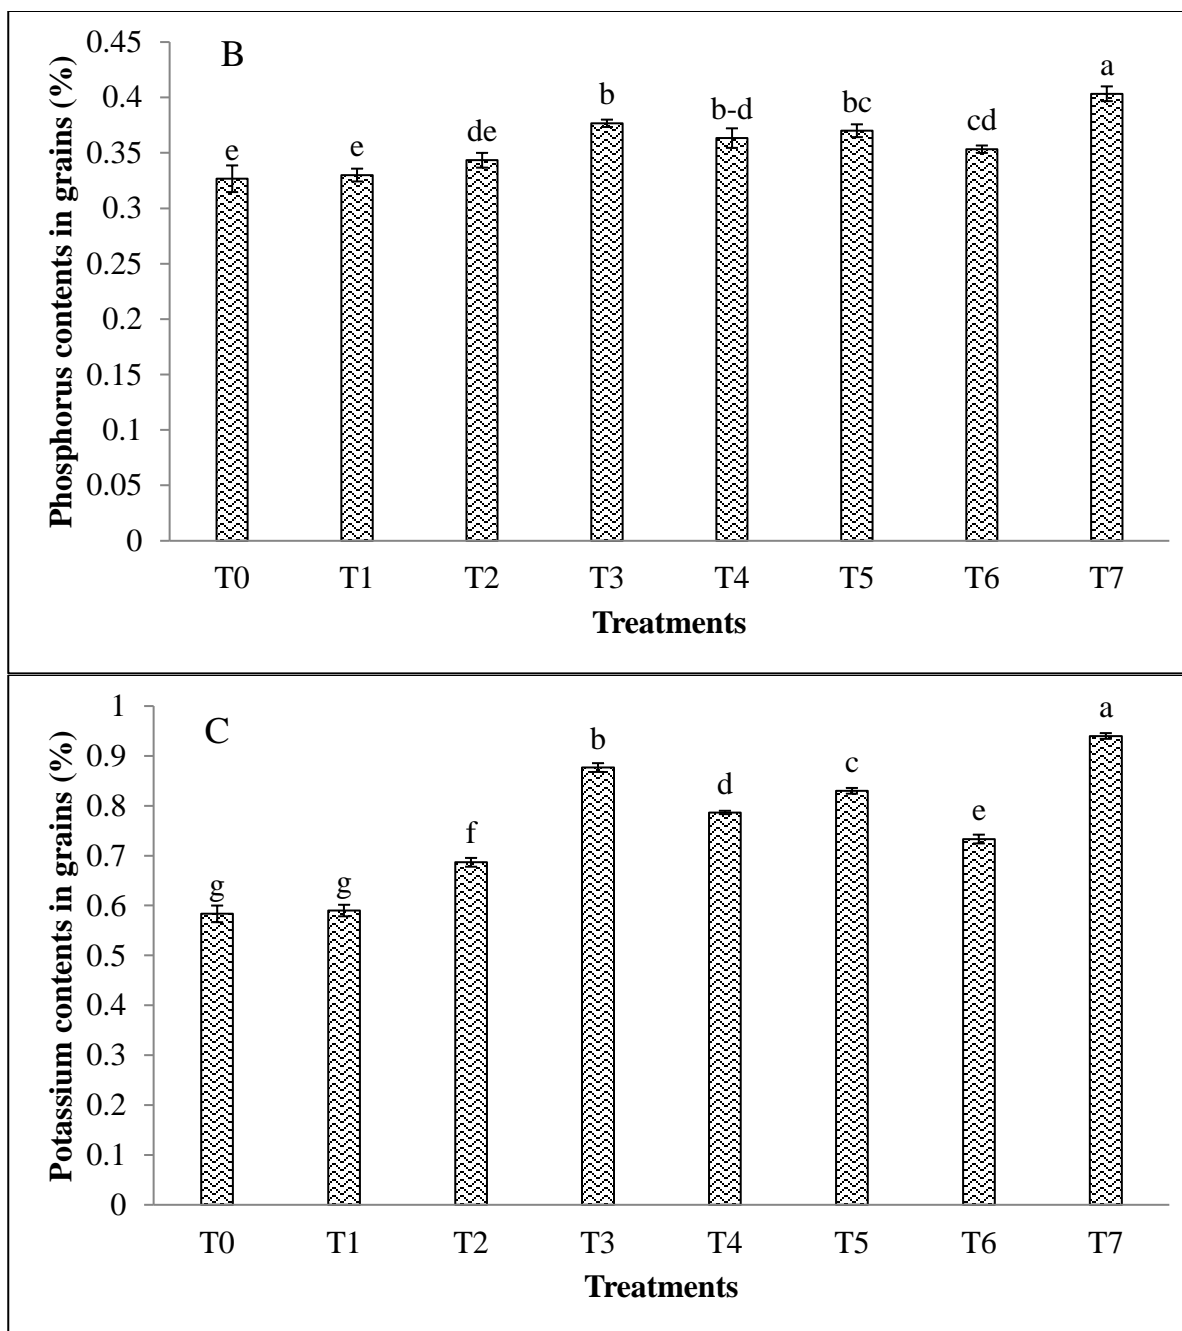 B
Phosphorus contents in grains (%)
0.45
0.4
0.35
0.3
0.25
0.2
0.15
0.1
0.05
0
e e de b b-d bc cd a
T0 T1 T2 T3 T4 T5 T6 T7
Treatments
C
Potassium contents in grains (%)
1
0.9
0.8
0.7
0.6
0.5
0.4
0.3
0.2
0.1
0
g g f b d c e a
T0 T1 T2 T3 T4 T5 T6 T7
Treatments